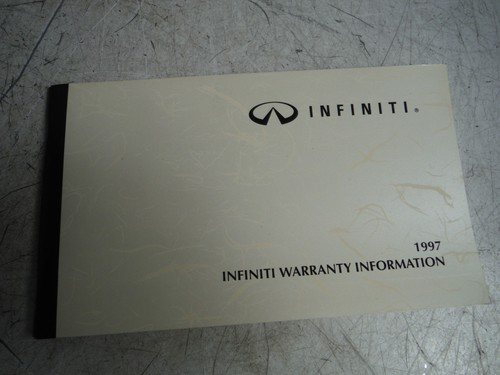 INFINITI®
1997
INFINITI WARRANTY INFORMATION